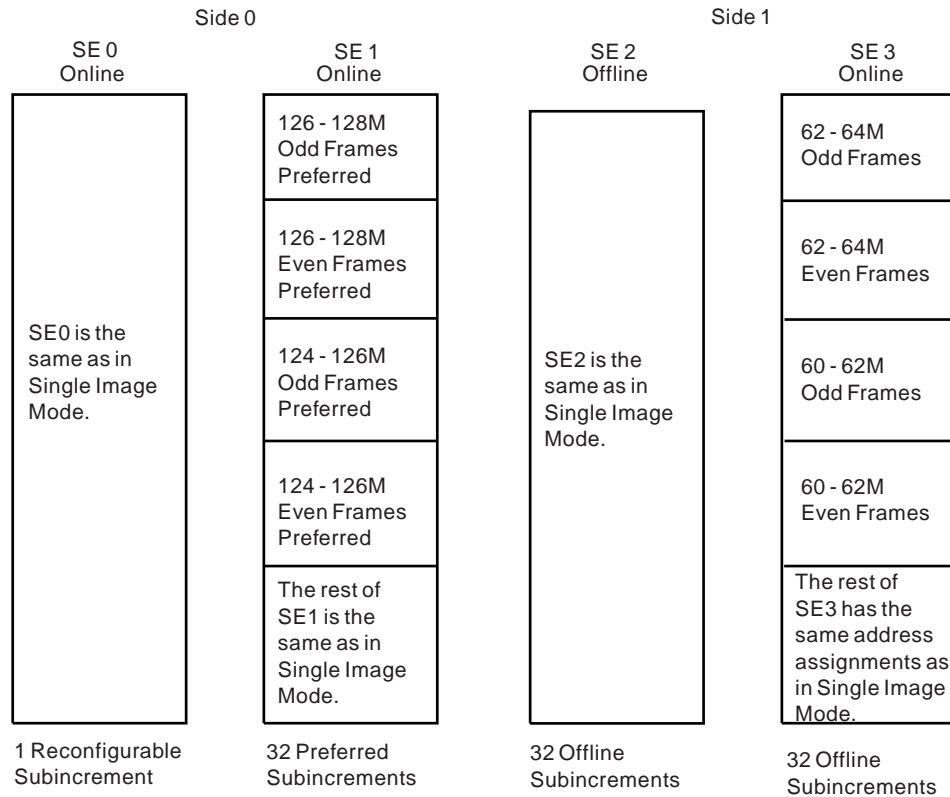 Side 0
Side 1
SE 0
Online
SE 1
Online
SE 2
Offline
SE 3
Online
SE0 is the
same as in
Single Image
Mode.
126 - 128M
Odd Frames
Preferred
126 - 128M
Even Frames
Preferred
124 - 126M
Odd Frames
Preferred
124 - 126M
Even Frames
Preferred
The rest of
SE1 is the
same as in
Single Image
Mode.
SE2 is the
same as in
Single Image
Mode.
62 - 64M
Odd Frames
62 - 64M
Even Frames
60 - 62M
Odd Frames
60 - 62M
Even Frames
The rest of
SE3 has the
same address
assignments as
in Single Image
Mode.
1 Reconfigurable
Subincrement
32 Preferred
Subincrements
32 Offline
Subincrements
32 Offline
Subincrements